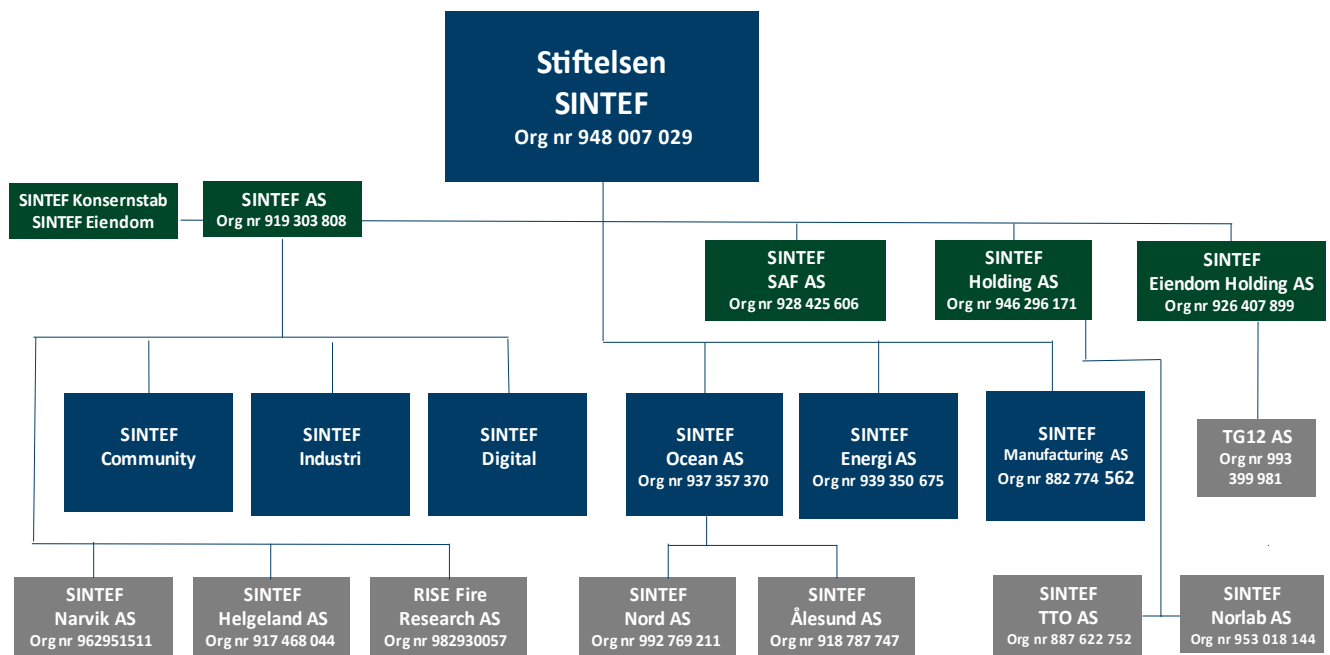 Stiftelsen
SINTEF
Org nr 948 007 029
SINTEF Konsernstab
SINTEF Eiendom
SINTEF AS
Org nr 919 303 808
SINTEF
SAF AS
Org nr 928 425 606
SINTEF
Holding AS
Org nr 946 296 171
SINTEF
Eiendom Holding AS
Org nr 926 407 899
SINTEF
Community
SINTEF
Industri
SINTEF
Digital
SINTEF
Ocean AS
Org nr 937 357 370
SINTEF
Energi AS
Org nr 939 350 675
SINTEF
Manufacturing AS
Org nr 882 774 562
TG12 AS
Org nr 993
399 981
SINTEF
Narvik AS
Org nr 962951511
SINTEF
Helgeland AS
Org nr 917 468 044
RISE Fire
Research AS
Org nr 982930057
SINTEF
Nord AS
Org nr 992 769 211
SINTEF
Ålesund AS
Org nr 918 787 747
SINTEF
TTO AS
Org nr 887 622 752
SINTEF
Norlab AS
Org nr 953 018 144